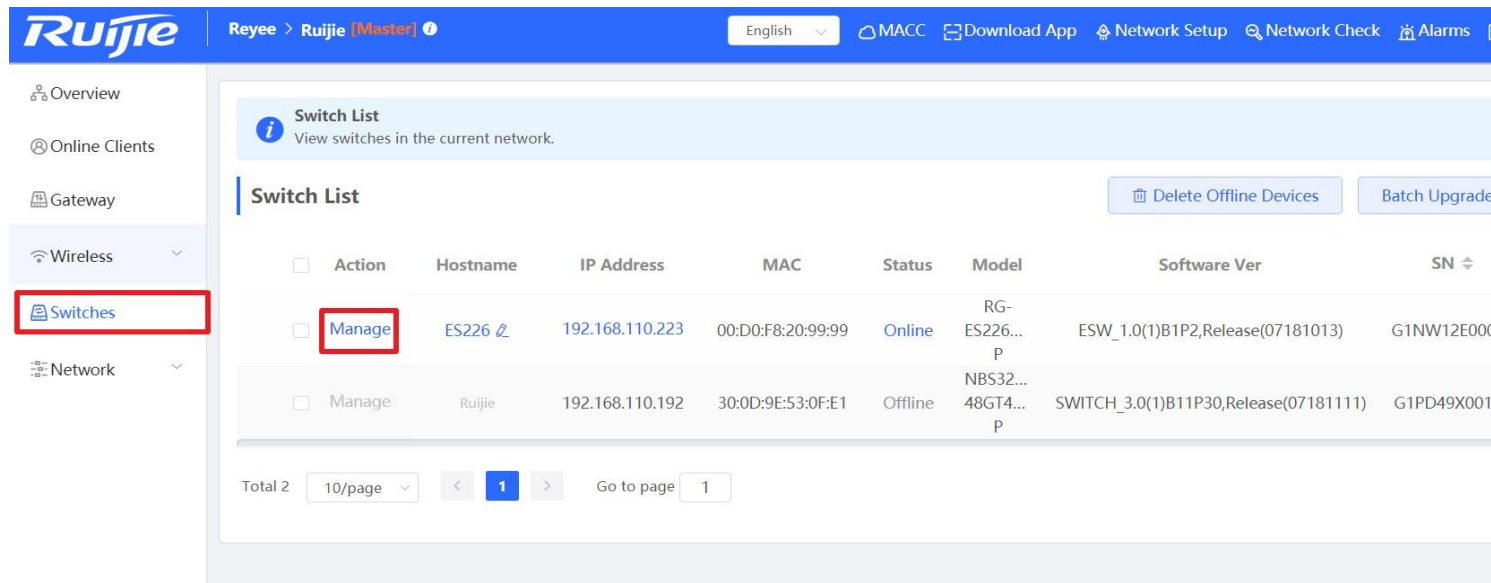 Ruijie
Reyee > Ruijie [Master]
English
MACC
Download App
Network Setup
Network Check
Alarms
Overview
Online Clients
Gateway
Wireless
Switches
Network
Switch List
View switches in the current network.
Switch List
Delete Offline Devices
Batch Upgrade
Action Hostname IP Address MAC Status Model Software Ver SN
Manage ES226 192.168.110.223 00:D0:F8:20:99:99 Online RG-ES226...P ESW_1.0(1)B1P2,Release(07181013) G1NW12E000
Manage Ruijie 192.168.110.192 30:0D:9E:53:0F:E1 Offline NBS32...48GT4...P SWITCH_3.0(1)B11P30,Release(07181111) G1PD49X001
Total 2 10/page < 1 > Go to page 1